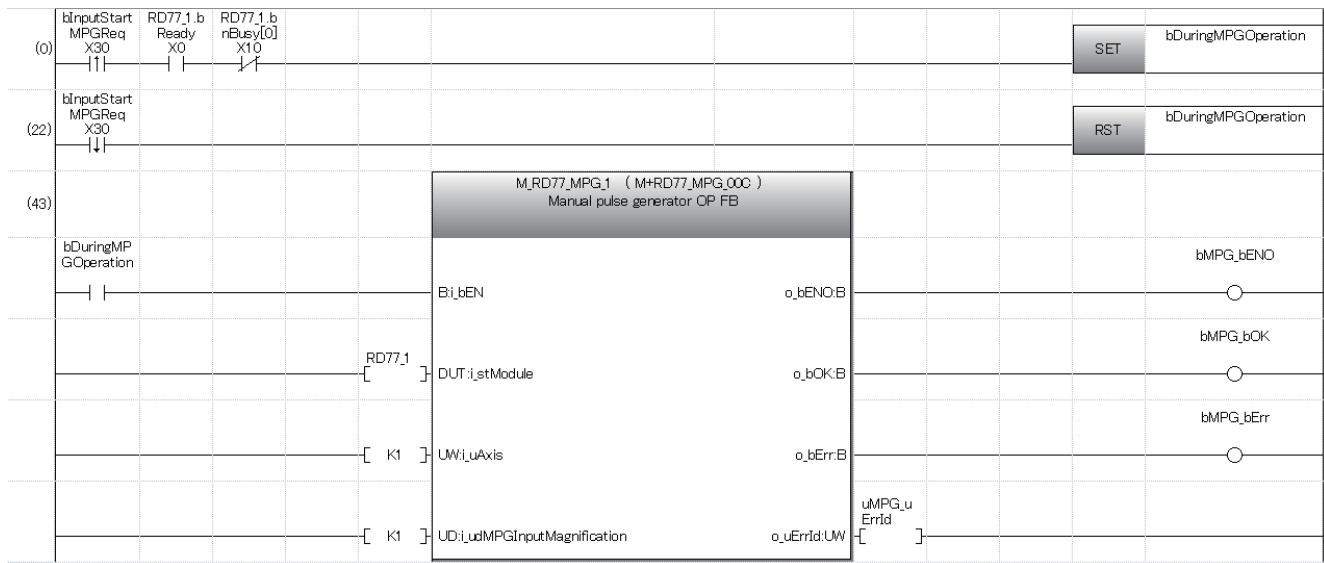 bInputStart RD77_1.b RD77_1.b
MPGReq Ready nBusy[0]
(0) X30 X0 X10 SET bDuringMPGOperation
bInputStart
MPGReq
(22) X30 RST bDuringMPGOperation
(43) M_RD77_MPG_1 ( M+RD77_MPG_00C )
Manual pulse generator OP FB
bDuringMP
GOperation bMPG_bENO
B:i_bEN o_bENO:B
bMPG_bOK
RD77_1 DUT:i_stModule o_bOK:B
bMPG_bErr
K1 UW:i_uAxis o_bErr:B
uMPG_u
ErrId
K1 UD:i_udMPGInputMagnification o_uErrId:UW